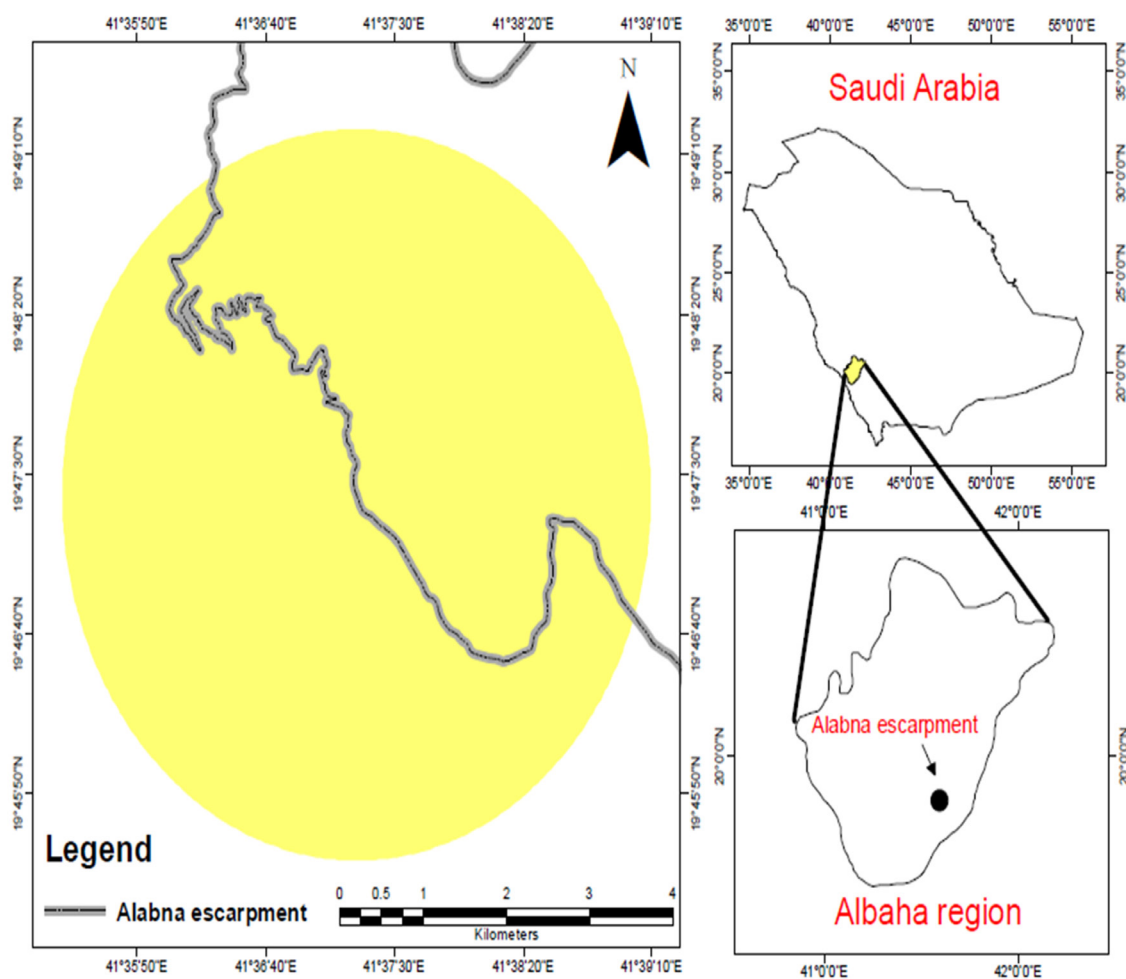 41°35'50"E 41°36'40"E 41°37'30"E 41°38'20"E 41°39'10"E
19°49'10"N 19°49'10"N
19°48'20"N 19°48'20"N
19°47'30"N 19°47'30"N
19°46'40"N 19°46'40"N
19°45'50"N 19°45'50"N
N
Legend
Alabna escarpment
0 0.5 1 2 3 4
Kilometers
41°35'50"E 41°36'40"E 41°37'30"E 41°38'20"E 41°39'10"E
35°0'0"E 40°0'0"E 45°0'0"E 50°0'0"E 55°0'0"E
Saudi Arabia
35°0'0"N 35°0'0"N
30°0'0"N 30°0'0"N
25°0'0"N 25°0'0"N
20°0'0"N 20°0'0"N
35°0'0"E 40°0'0"E 45°0'0"E 50°0'0"E 55°0'0"E
41°0'0"E 42°0'0"E
Alabna escarpment
20°0'0"N 20°0'0"N
Albaha region
41°0'0"E 42°0'0"E